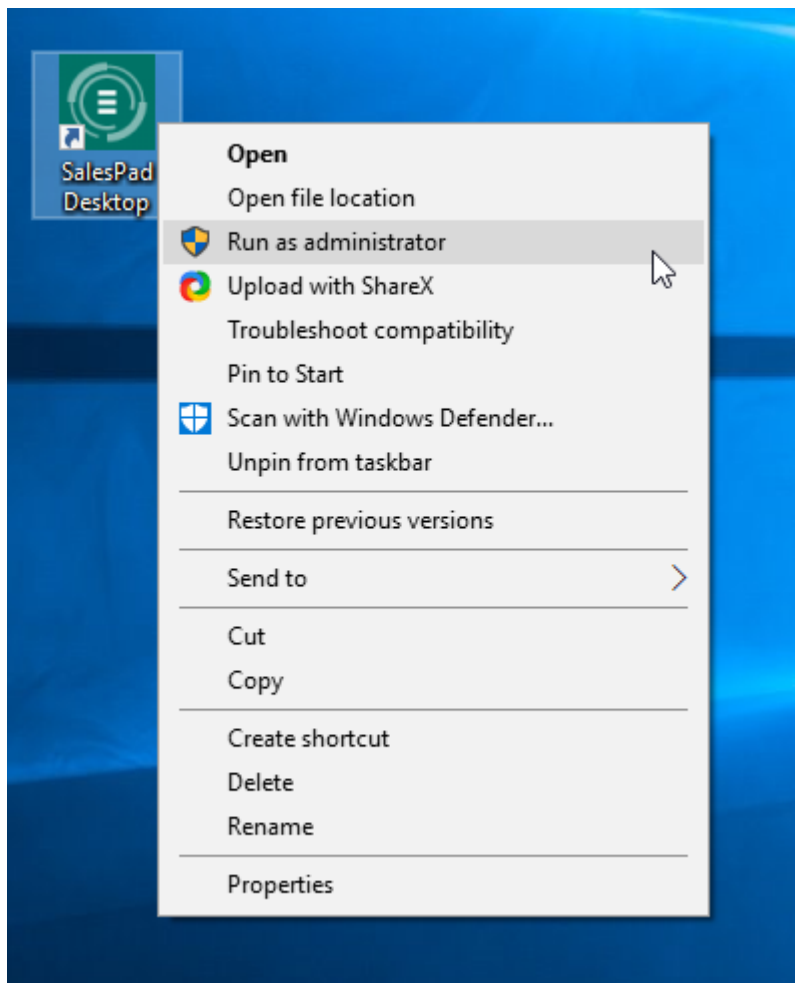 SalesPad
Desktop
Open
Open file location
Run as administrator
Upload with ShareX
Troubleshoot compatibility
Pin to Start
Scan with Windows Defender...
Unpin from taskbar
Restore previous versions
Send to
Cut
Copy
Create shortcut
Delete
Rename
Properties